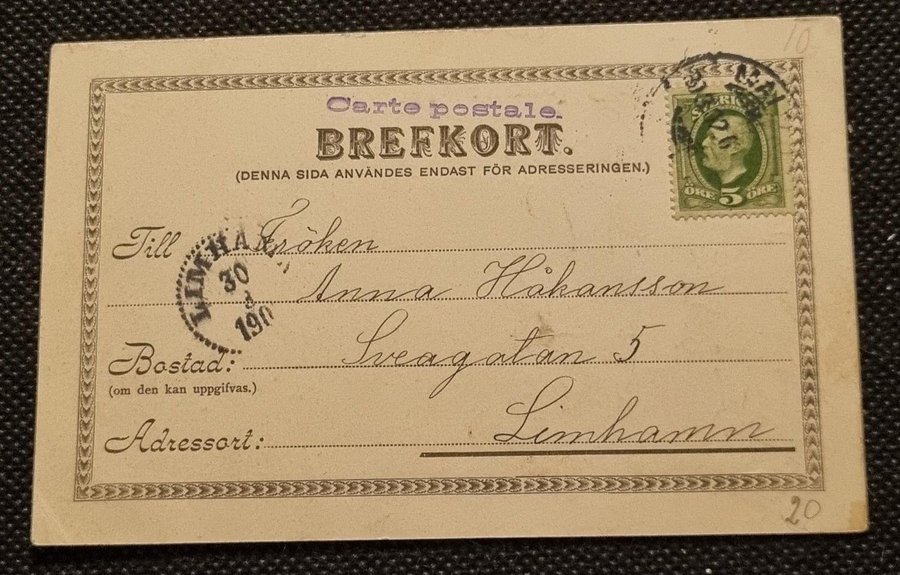 10
Carte postale.
BREFKORT.
(DENNA SIDA ANVÄNDES ENDAST FÖR ADRESSERINGEN.)
SVERIGE
ÖRE 5 ÖRE
Till Fröken
LIMHA
30
190
Anna Håkansson
Bostad: Sveagatan 5
(om den kan uppgifvas.)
Adressort: Limhamn
20